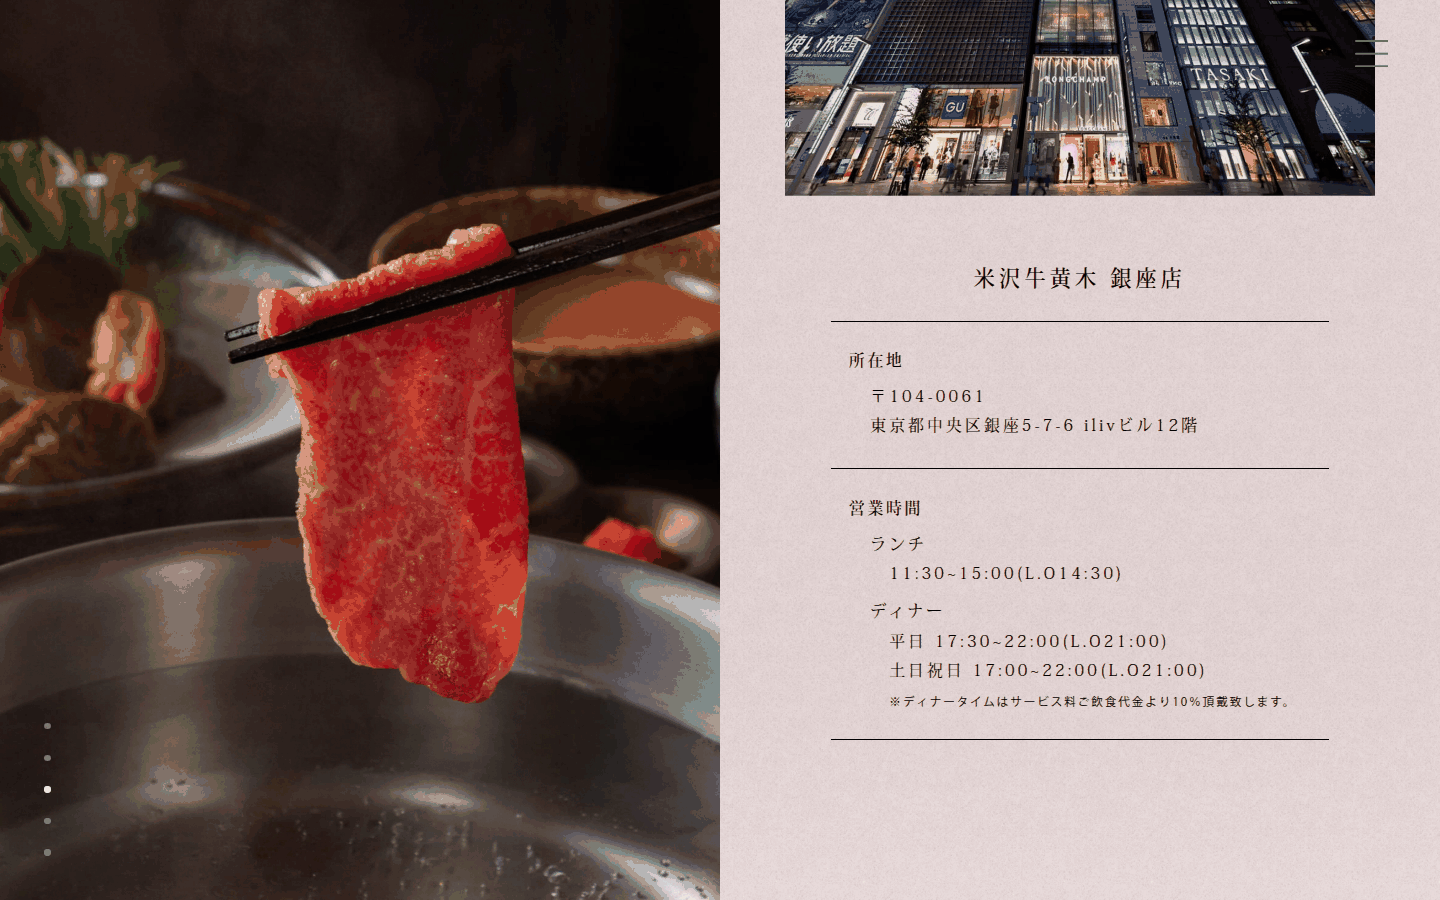 使い放題
GU
LONGCHAMP
TASAKI
米沢牛黄木 銀座店
所在地
〒104-0061
東京都中央区銀座5-7-6 ilivビル12階
営業時間
ランチ
11:30~15:00(L.O14:30)
ディナー
平日 17:30~22:00(L.O21:00)
土日祝日 17:00~22:00(L.O21:00)
※ディナータイムはサービス料ご飲食代金より10%頂戴致します。